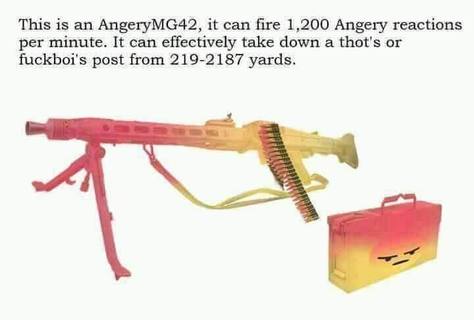 This is an AngeryMG42, it can fire 1,200 Angery reactions
per minute. It can effectively take down a thot's or
fuckboi's post from 219-2187 yards.